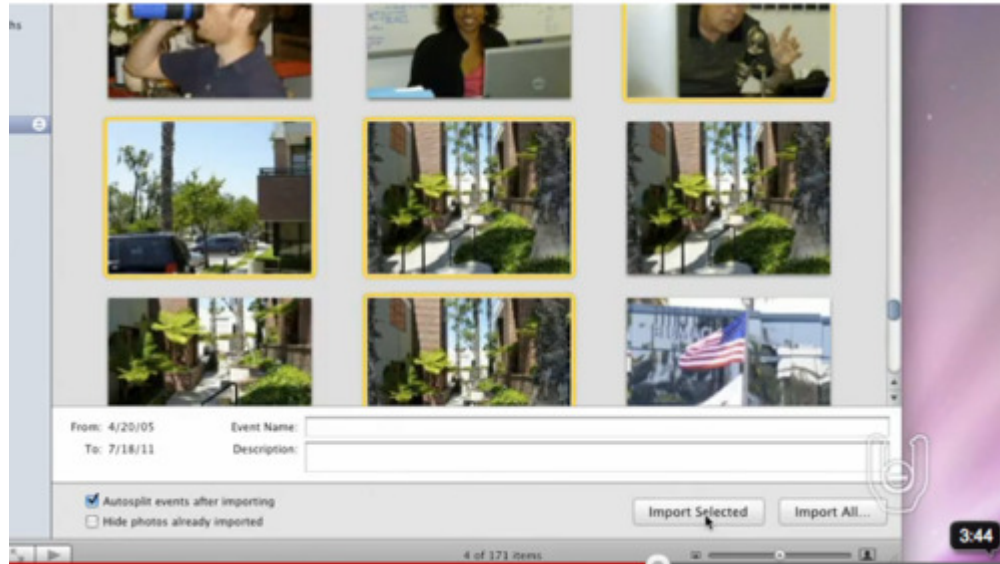 hs
From: 4/20/05
Event Name:
To: 7/18/11
Description:
Autosplit events after importing
Hide photos already imported
Import Selected
Import All...
4 of 171 items
3:44